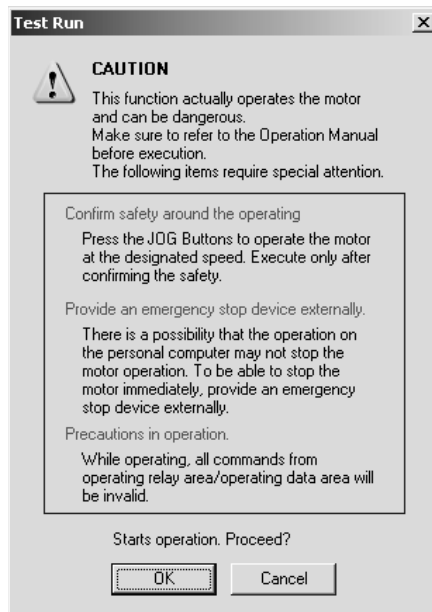 Test Run
CAUTION
This function actually operates the motor
and can be dangerous.
Make sure to refer to the Operation Manual
before execution.
The following items require special attention.
Confirm safety around the operating
Press the JOG Buttons to operate the motor
at the designated speed. Execute only after
confirming the safety.
Provide an emergency stop device externally.
There is a possibility that the operation on
the personal computer may not stop the
motor operation. To be able to stop the
motor immediately, provide an emergency
stop device externally.
Precautions in operation.
While operating, all commands from
operating relay area/operating data area will
be invalid.
Starts operation. Proceed?
OK
Cancel